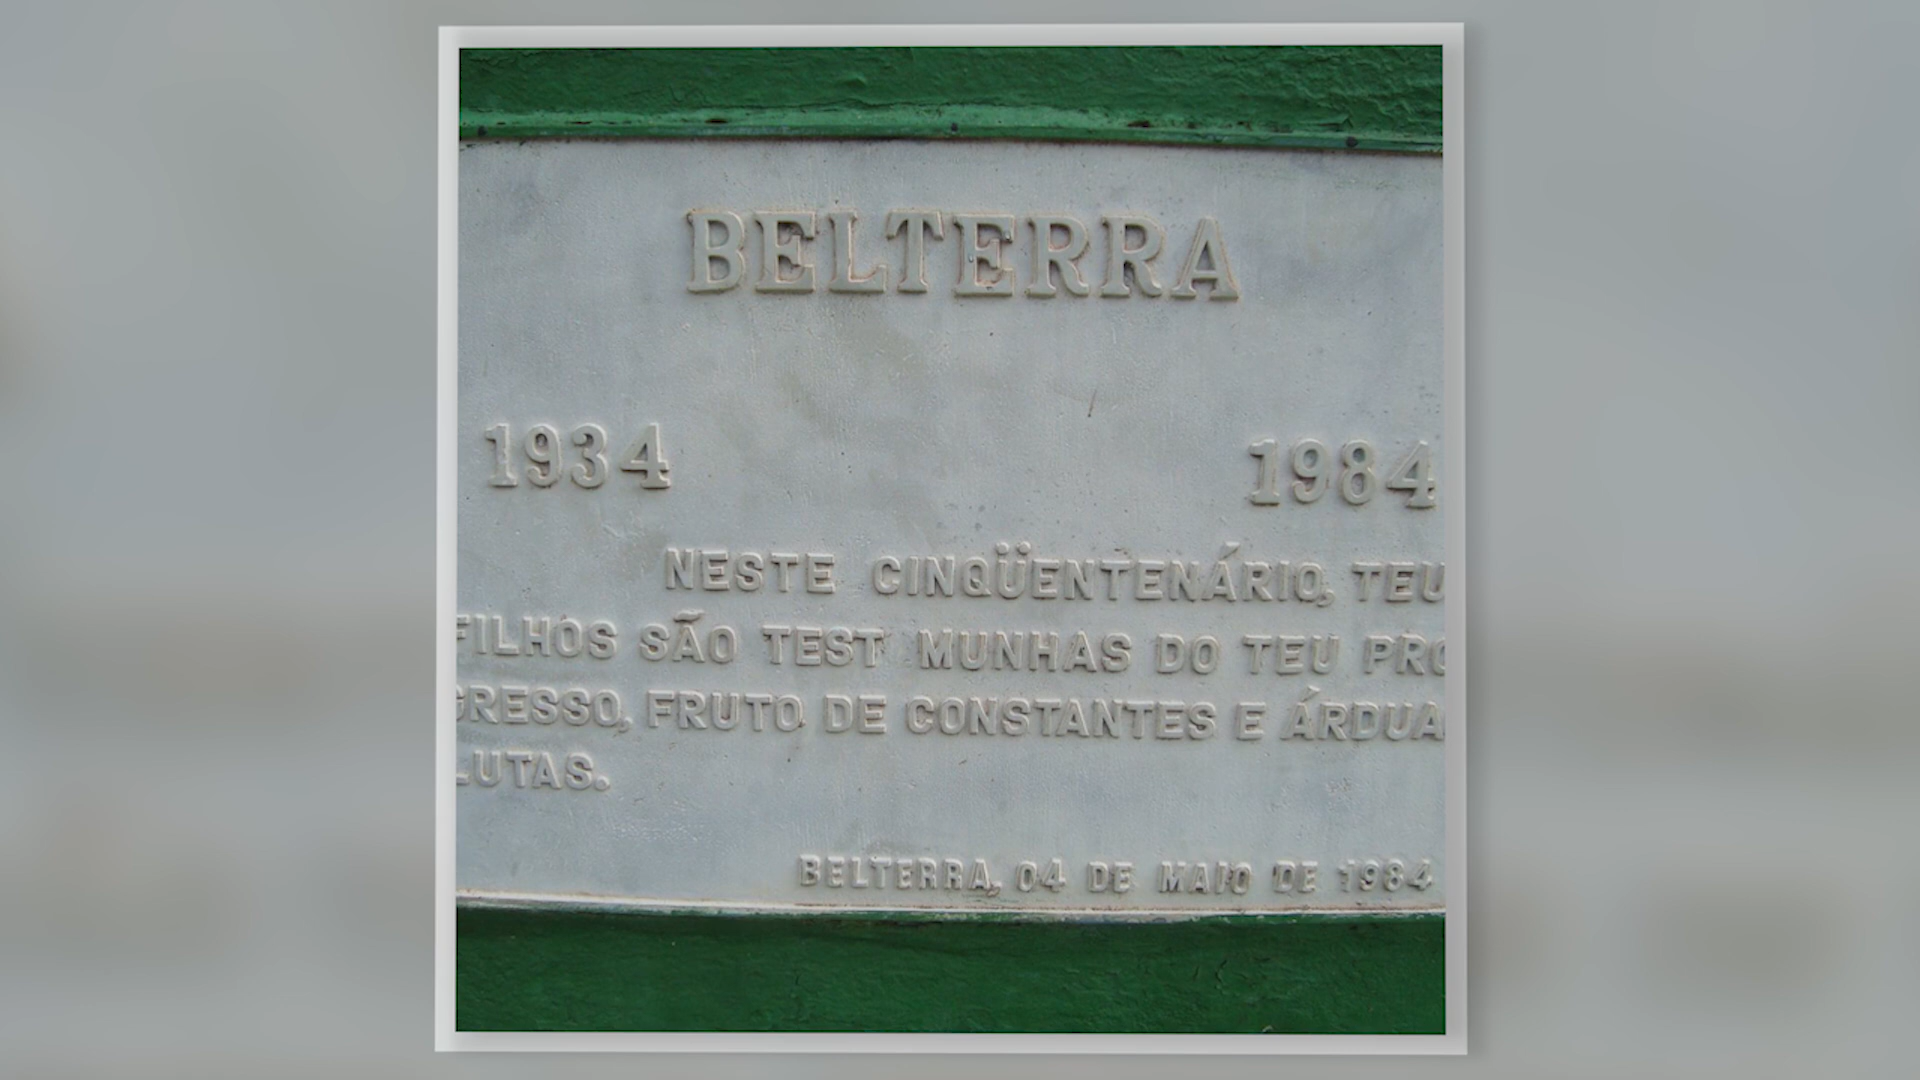 BELTERRA
1934 1984
NESTE CINQÜENTENÁRIO, TEU
FILHOS SÃO TEST MUNHAS DO TEU PRO
GRESSO, FRUTO DE CONSTANTES E ÁRDUA
LUTAS.
BELTERRA, 04 DE MAIO DE 1984